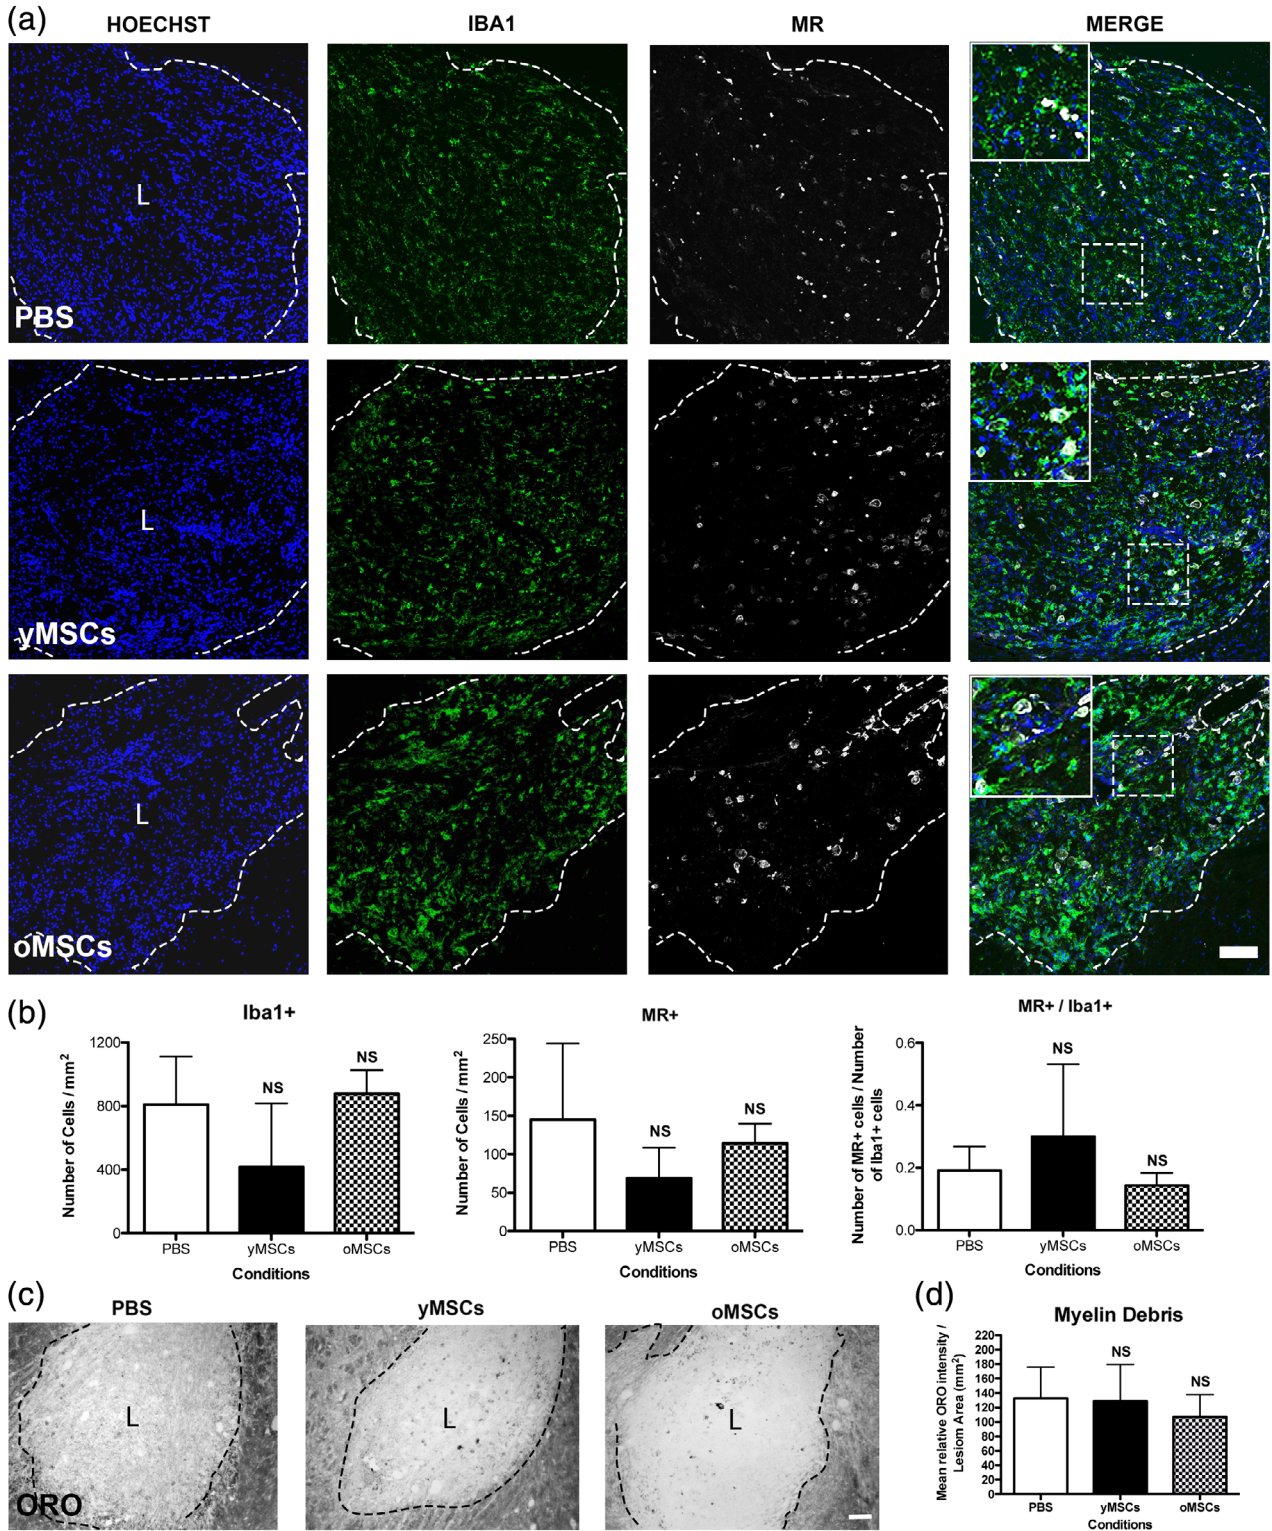 (a)
HOECHST IBA1 MR MERGE
L
PBS
L
yMSCs
L
oMSCs
(b)
Iba1+
Number of Cells / mm2
1200
800
400
0
NS
NS
PBS yMSCs oMSCs
Conditions
MR+
Number of Cells / mm2
250
200
150
100
50
0
NS
NS
PBS yMSCs oMSCs
Conditions
MR+ / Iba1+
Number of MR+ cells / Number
of Iba1+ cells
0.6
0.4
0.2
0.0
NS
NS
PBS yMSCs oMSCs
Conditions
(c)
PBS yMSCs oMSCs
L
L
L
ORO
(d)
Myelin Debris
Mean relative ORO intensity /
Lesiom Area (mm2)
220
200
180
160
140
120
100
80
60
40
20
0
NS
NS
PBS yMSCs oMSCs
Conditions